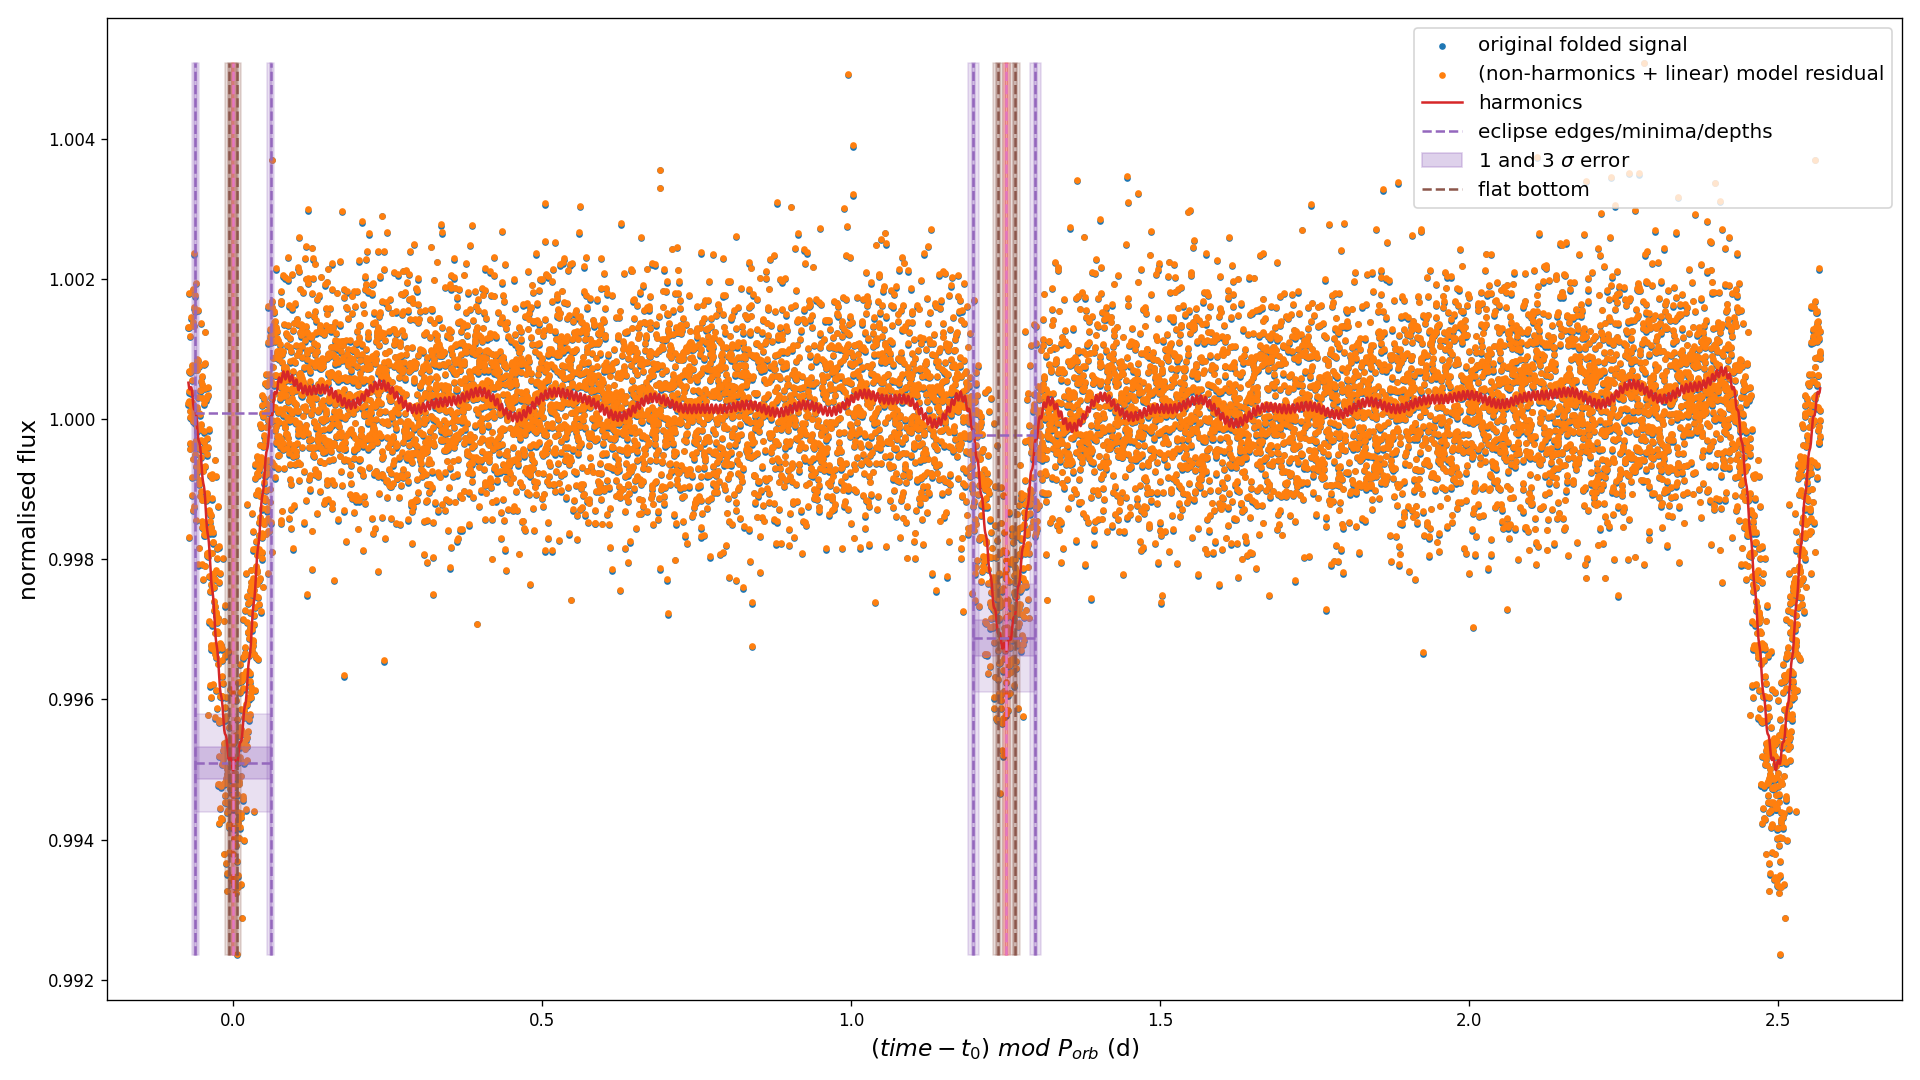 original folded signal
(non-harmonics + linear) model residual
harmonics
eclipse edges/minima/depths
1 and 3 σ error
flat bottom
normalised flux
1.004
1.002
1.000
0.998
0.996
0.994
0.992
0.0 0.5 1.0 1.5 2.0 2.5
(time − t₀) mod P_orb (d)